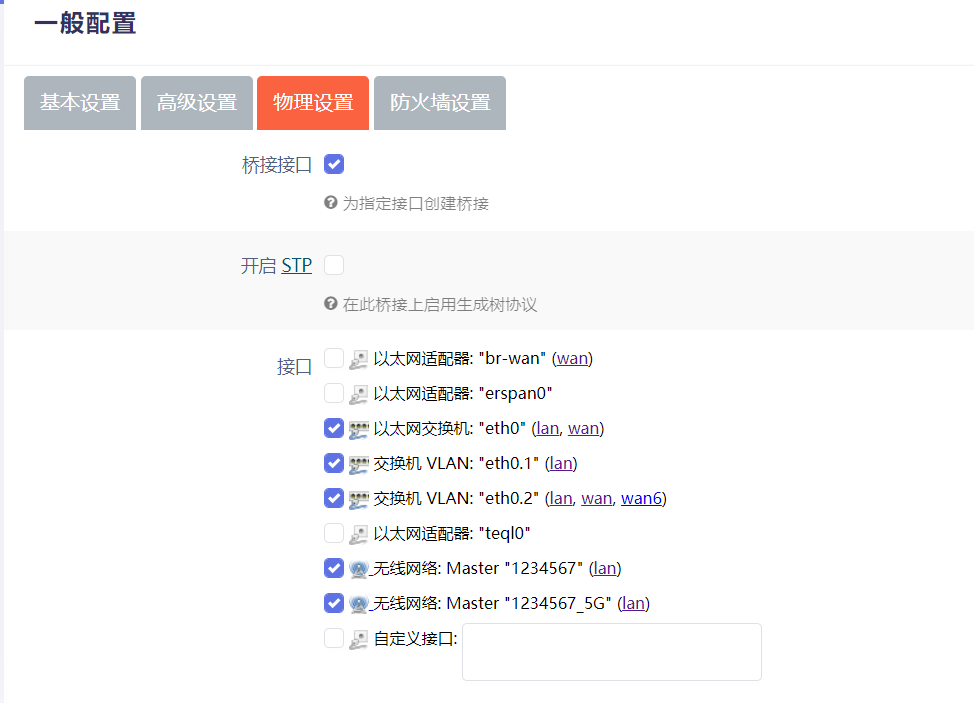 一般配置
基本设置 高级设置 物理设置 防火墙设置
桥接接口
为指定接口创建桥接
开启 STP
在此桥接上启用生成树协议
接口 以太网适配器: "br-wan" (wan)
以太网适配器: "erspan0"
以太网交换机: "eth0" (lan, wan)
交换机 VLAN: "eth0.1" (lan)
交换机 VLAN: "eth0.2" (lan, wan, wan6)
以太网适配器: "teql0"
无线网络: Master "1234567" (lan)
无线网络: Master "1234567_5G" (lan)
自定义接口: